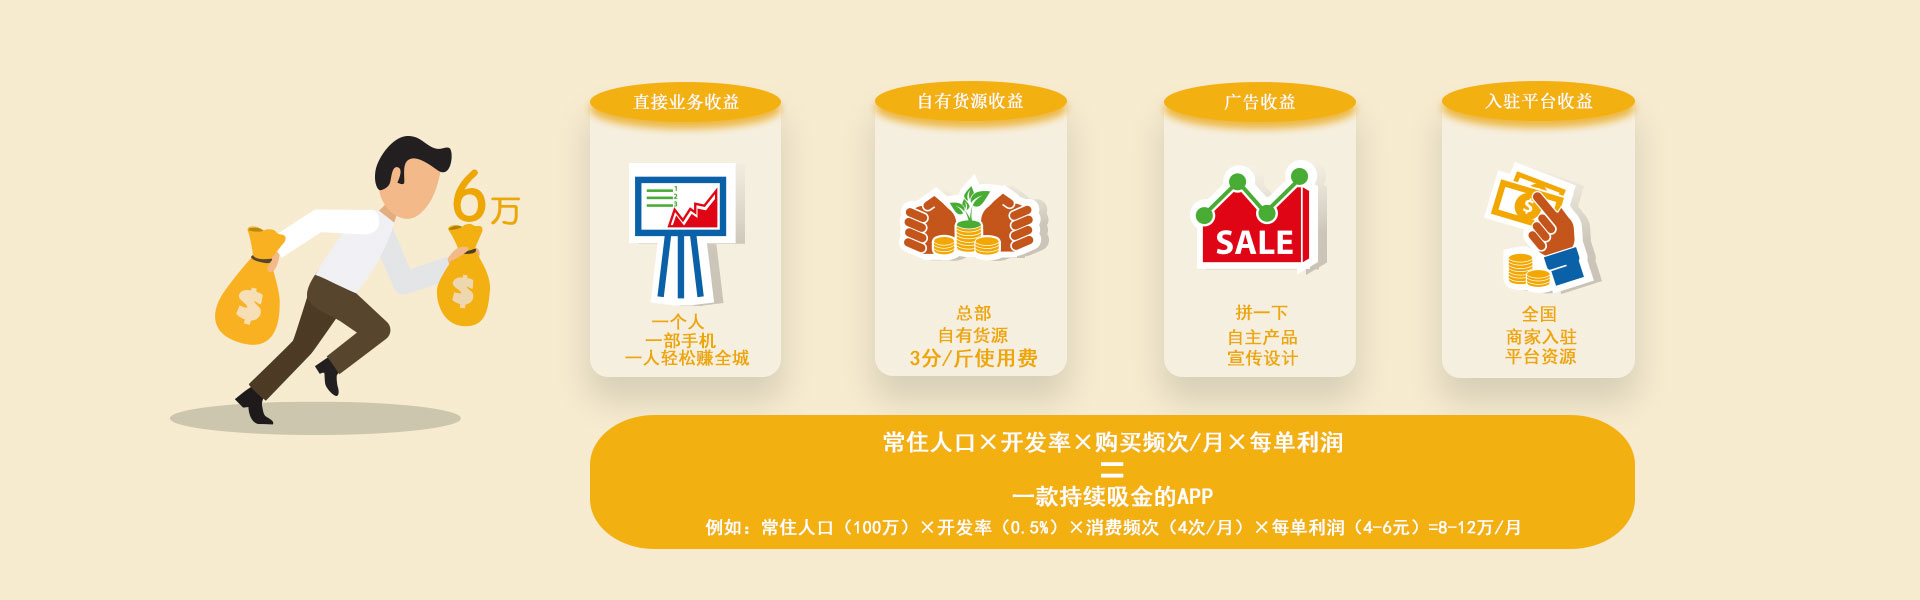 6万
$
$
直接业务收益
1
2
3
一个人
一部手机
一人轻松赚全城
自有货源收益
总部
自有货源
3分/斤使用费
广告收益
SALE
拼一下
自主产品
宣传设计
入驻平台收益
$
全国
商家入驻
平台资源
常住人口×开发率×购买频次/月×每单利润
=
一款持续吸金的APP
例如：常住人口（100万）×开发率（0.5%）×消费频次（4次/月）×每单利润（4-6元）=8-12万/月